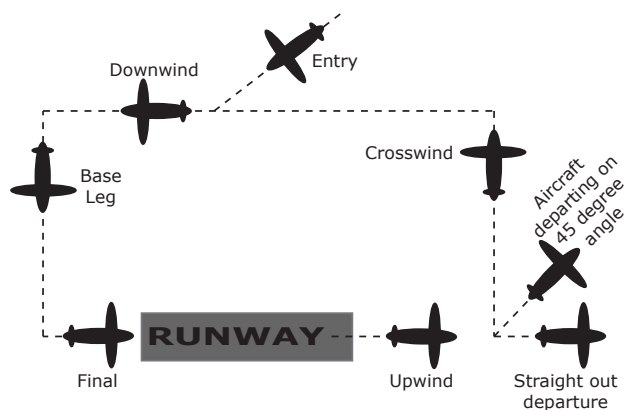 Downwind
Entry
Crosswind
Base
Leg
Aircraft
departing on
45 degree
angle
RUNWAY
Final
Upwind
Straight out
departure